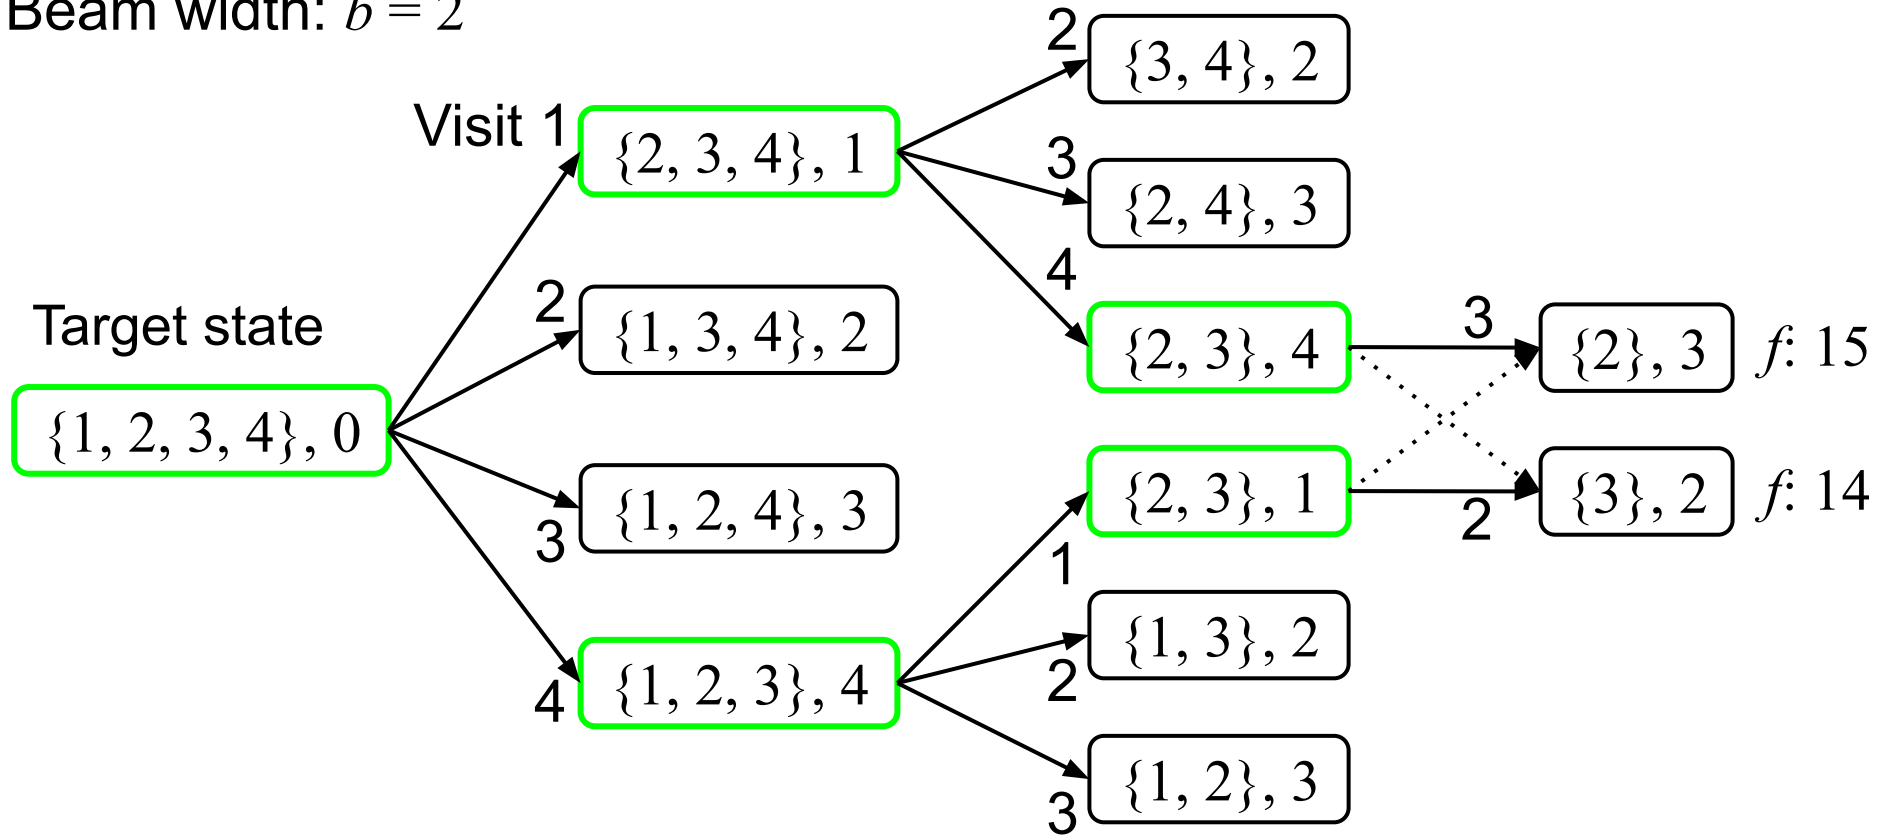 Beam width: b = 2
2
{3, 4}, 2
Visit 1
{2, 3, 4}, 1
3
{2, 4}, 3
4
2
{1, 3, 4}, 2
Target state
3
{2, 3}, 4
{2}, 3
f: 15
{1, 2, 3, 4}, 0
{1, 2, 4}, 3
3
{2, 3}, 1
2
{3}, 2
f: 14
1
{1, 3}, 2
2
4
{1, 2, 3}, 4
{1, 2}, 3
3